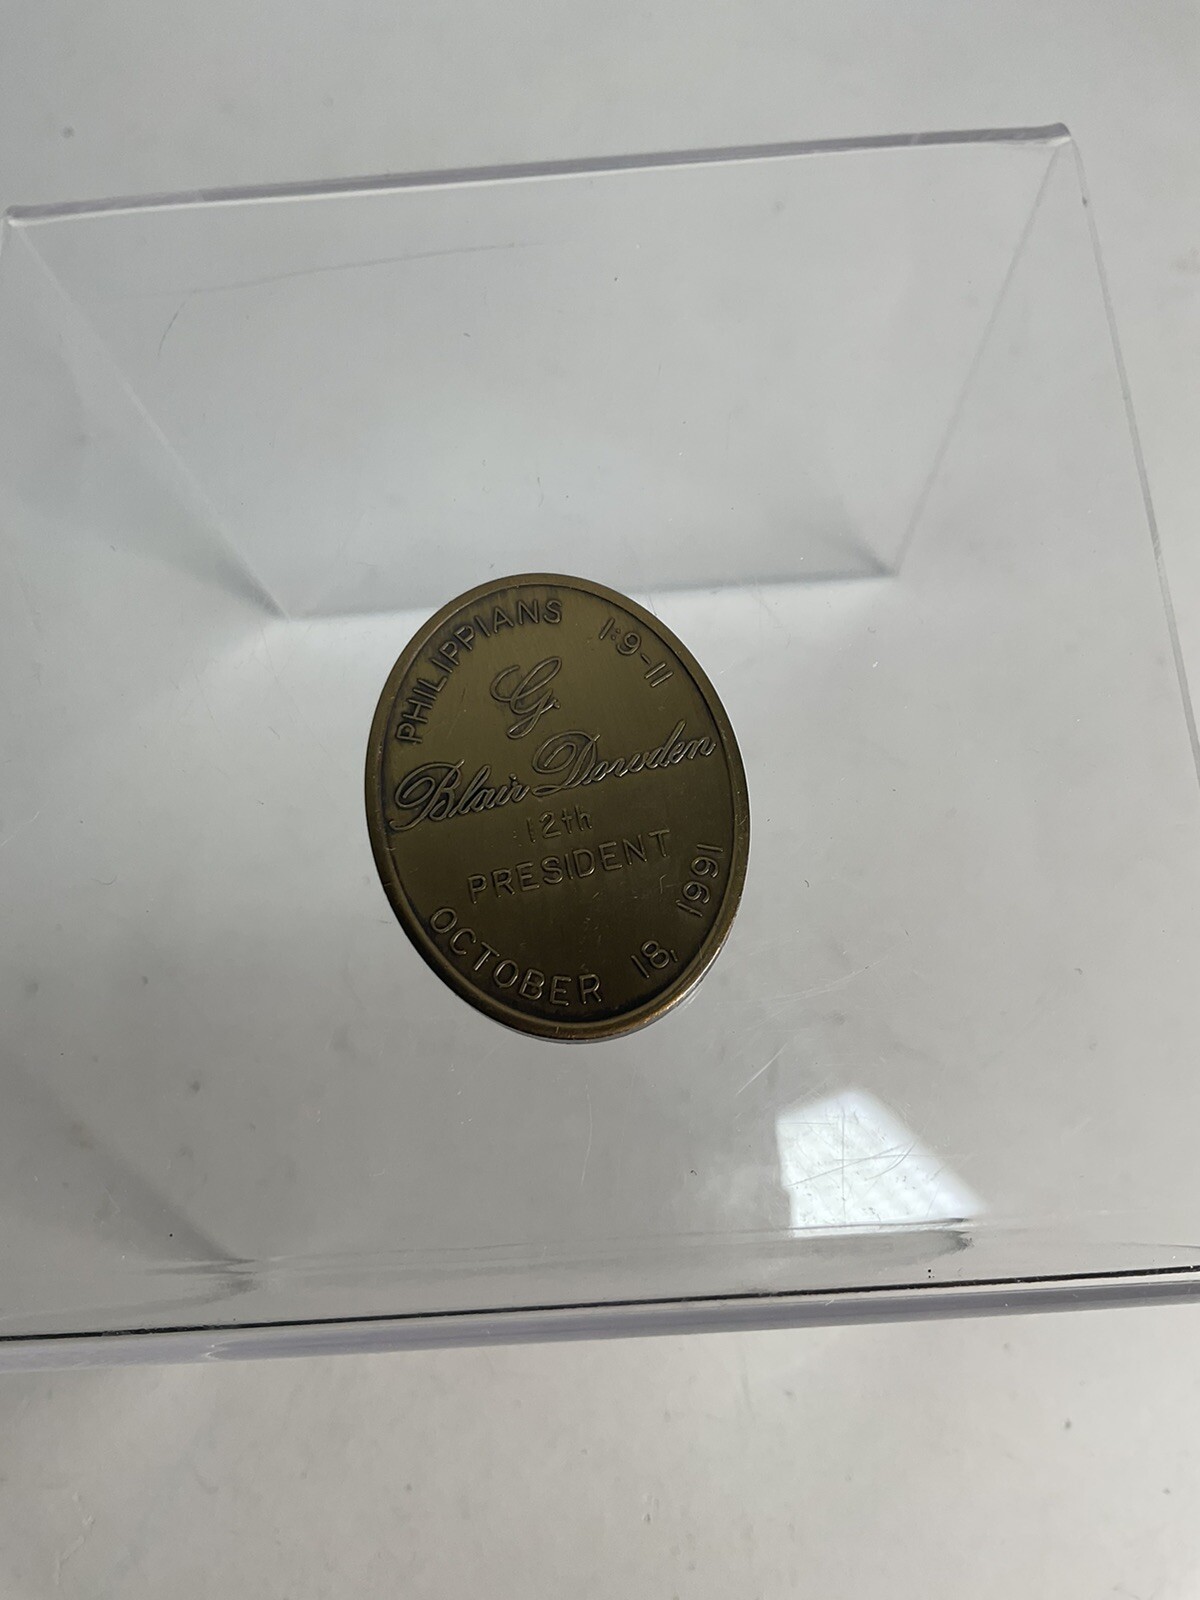 PHILIPPIANS 1:9-11
G.
Blair Dowden
12th
PRESIDENT
OCTOBER 18, 1991